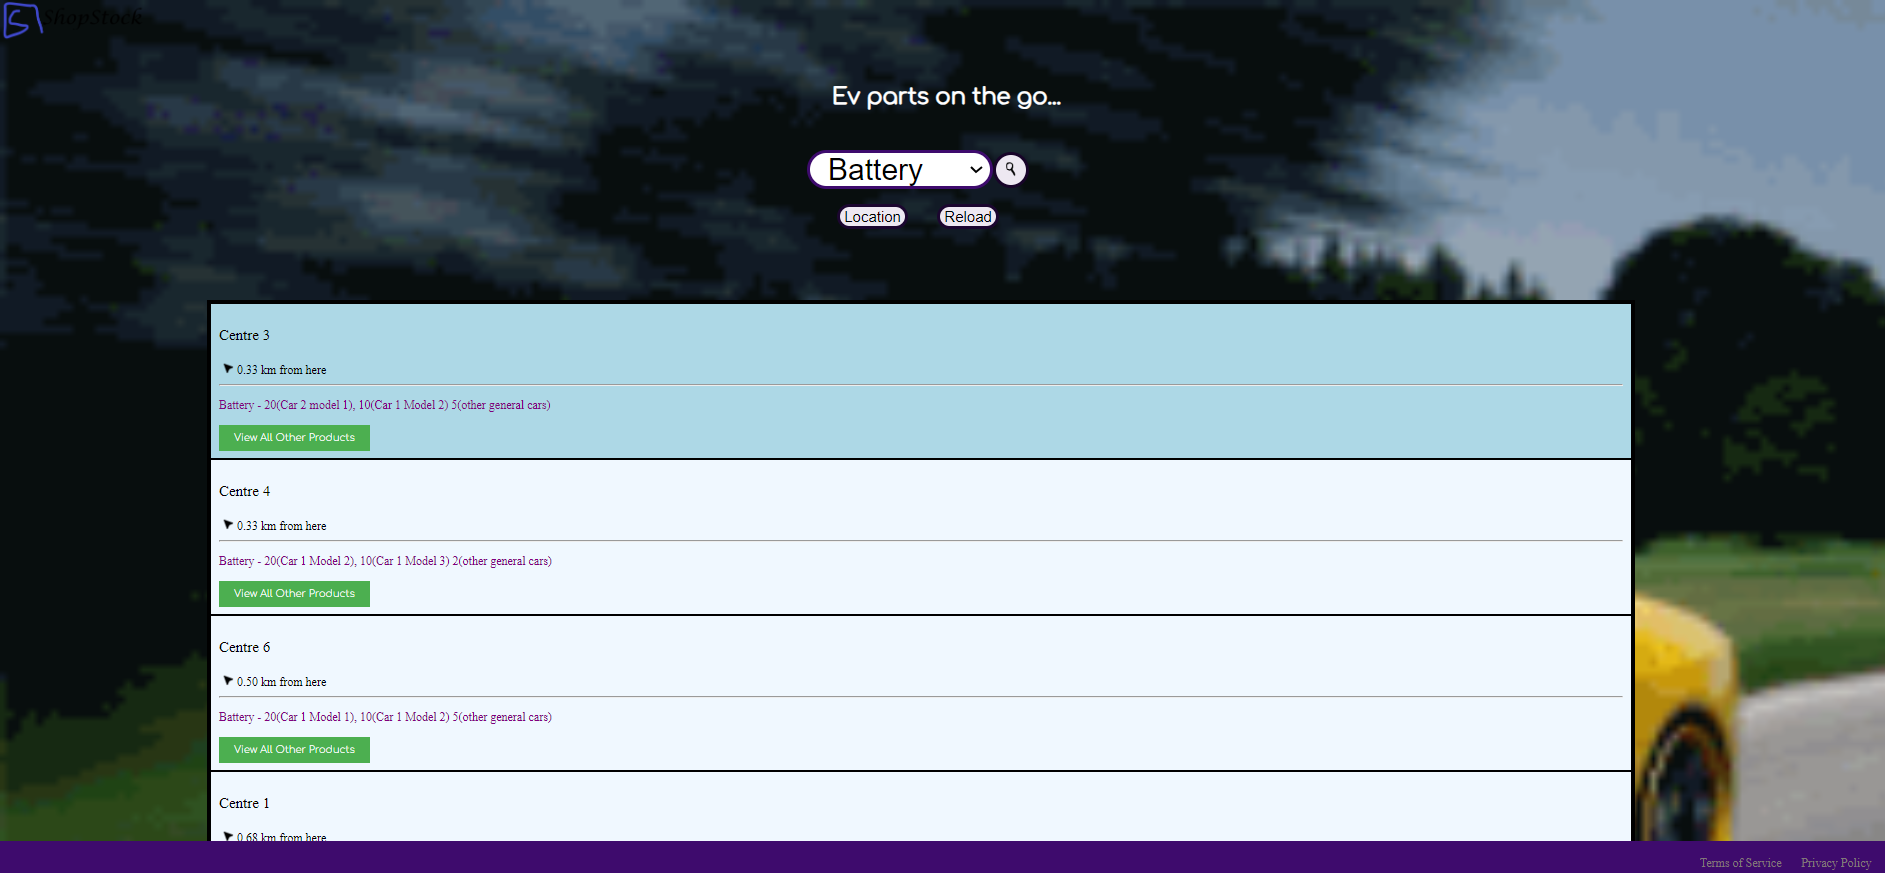 ShopStock
Ev parts on the go...
Battery
Location Reload
Centre 3
0.33 km from here
Battery - 20(Car 2 model 1), 10(Car 1 Model 2) 5(other general cars)
View All Other Products
Centre 4
0.33 km from here
Battery - 20(Car 1 Model 2), 10(Car 1 Model 3) 2(other general cars)
View All Other Products
Centre 6
0.50 km from here
Battery - 20(Car 1 Model 1), 10(Car 1 Model 2) 5(other general cars)
View All Other Products
Centre 1
0.68 km from here
Terms of Service Privacy Policy